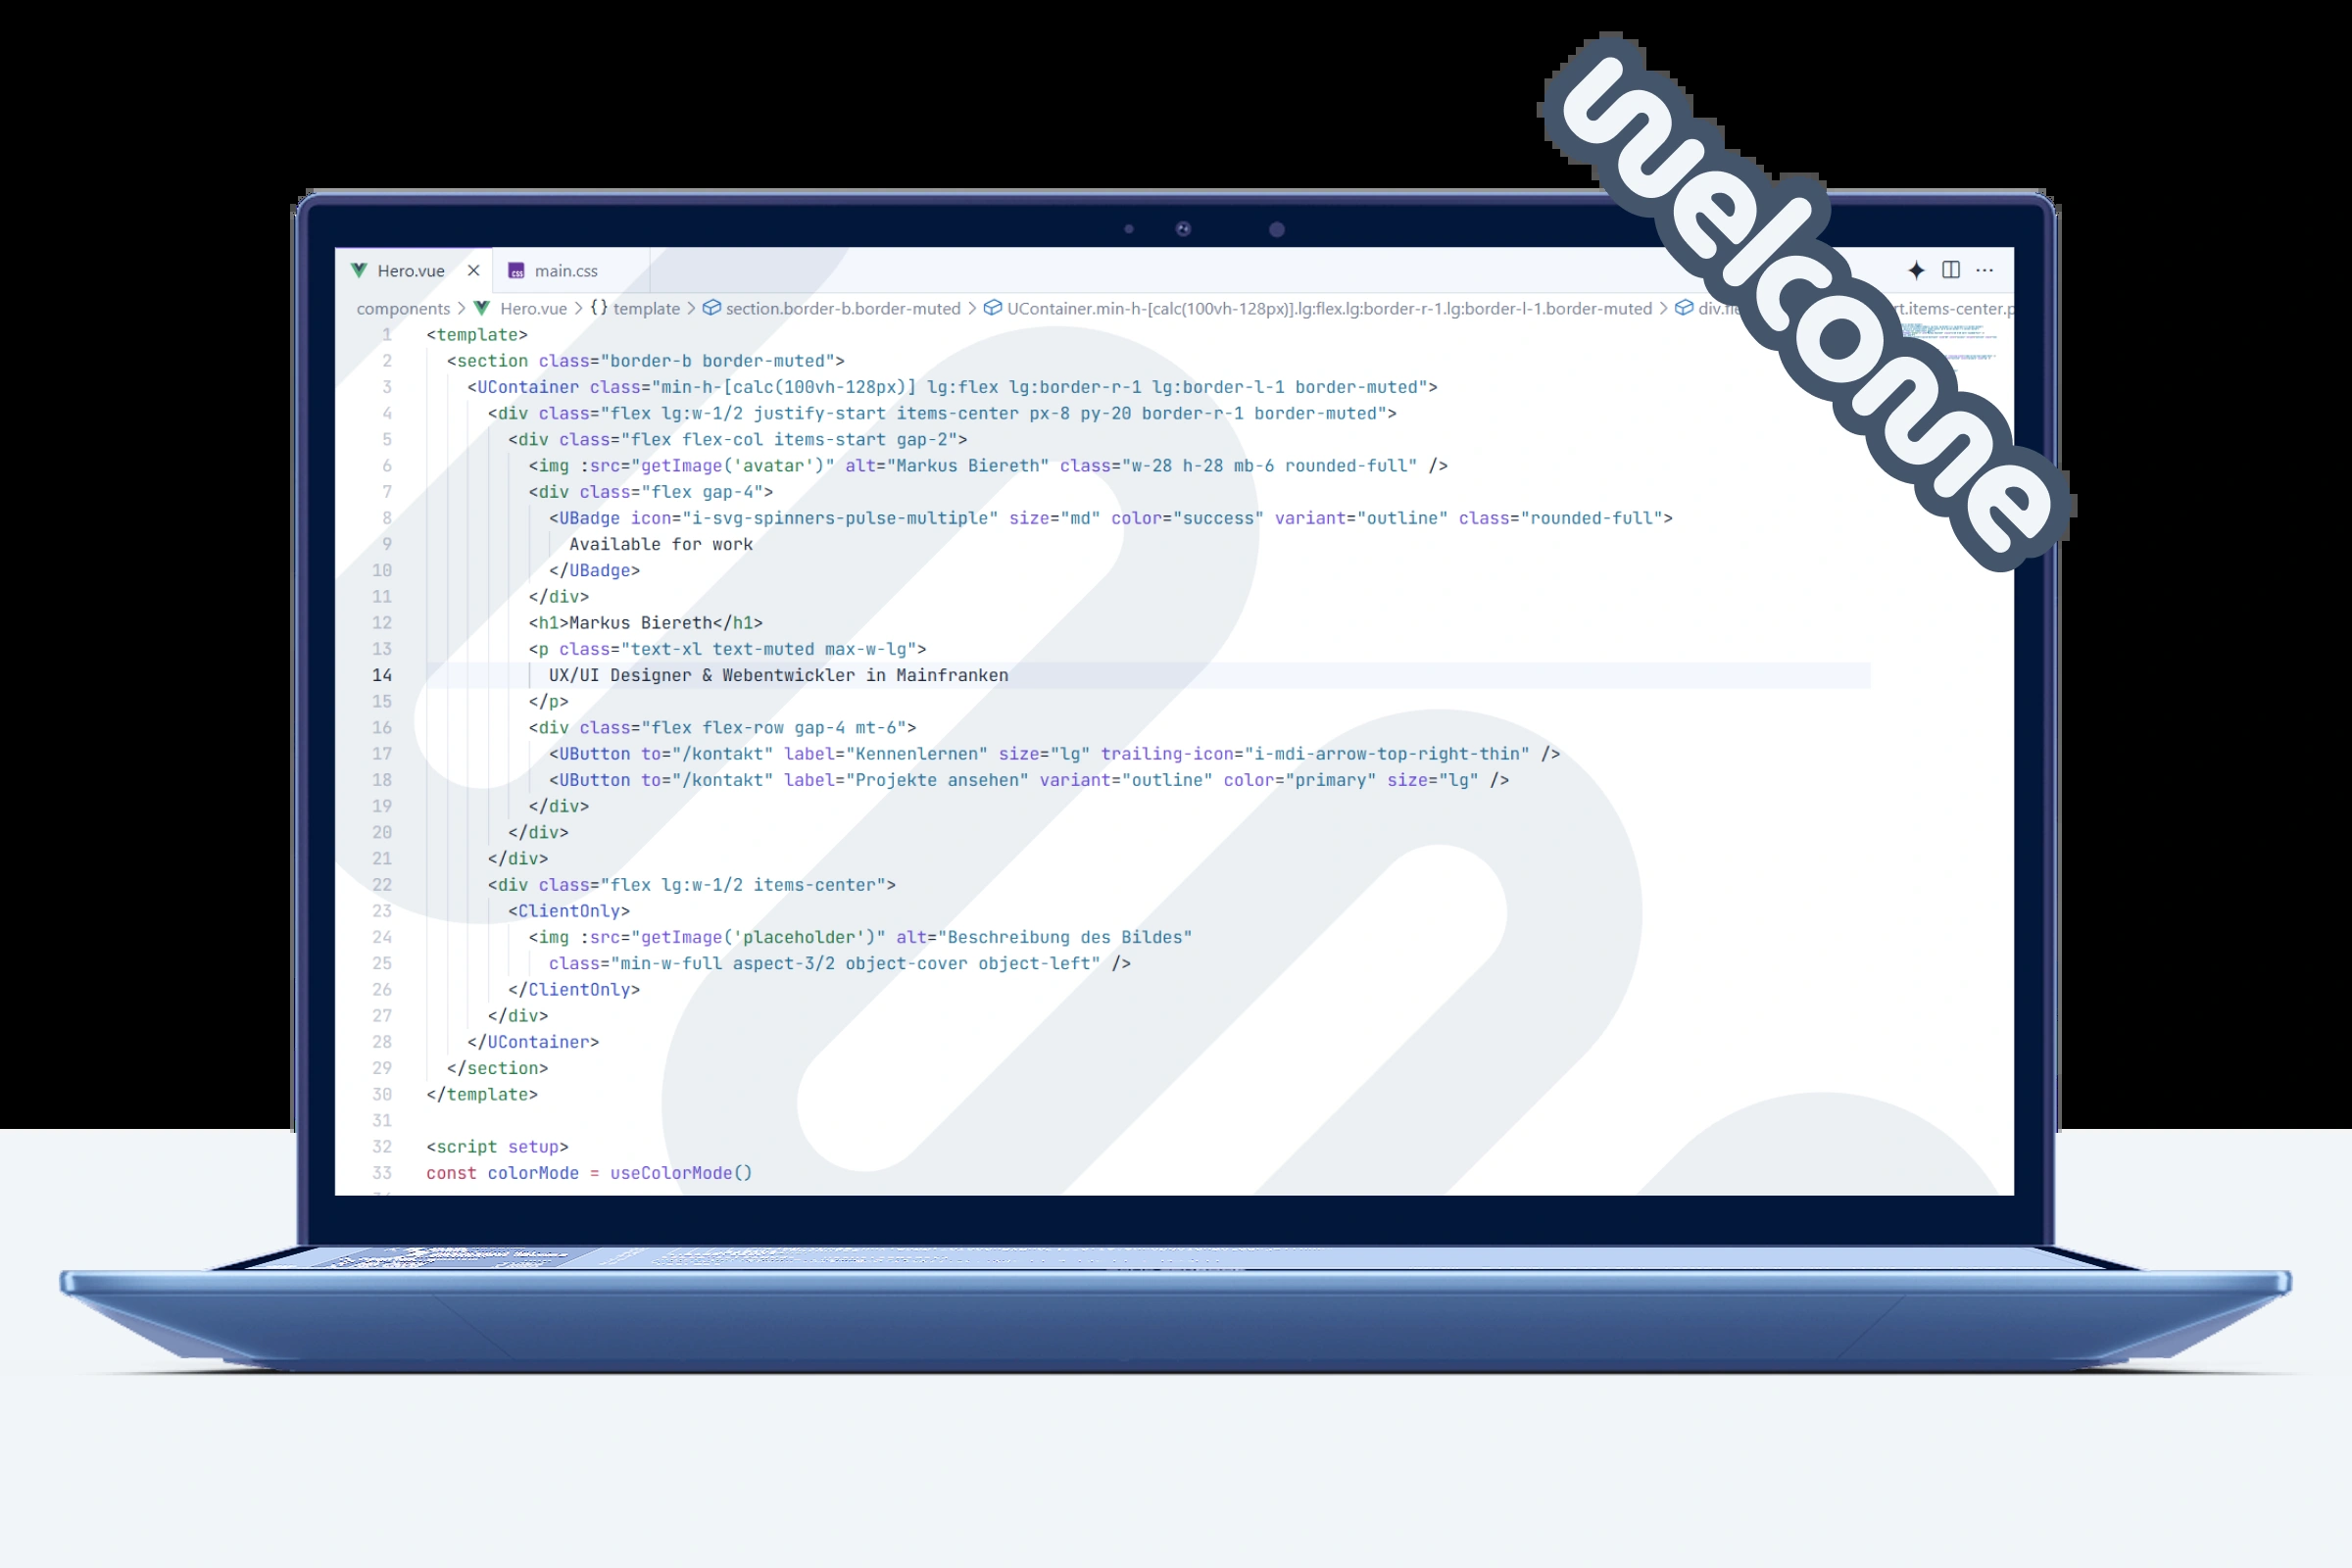 welcome
Hero.vue main.css
components > Hero.vue > {} template > section.border-b.border-muted > UContainer.min-h-[calc(100vh-128px)].lg:flex.lg:border-r-1.lg:border-l-1.border-muted >
1 <template>
2 <section class="border-b border-muted">
3 <UContainer class="min-h-[calc(100vh-128px)] lg:flex lg:border-r-1 lg:border-l-1 border-muted">
4 <div class="flex lg:w-1/2 justify-start items-center px-8 py-20 border-r-1 border-muted">
5 <div class="flex flex-col items-start gap-2">
6 <img :src="getImage('avatar')" alt="Markus Biereth" class="w-28 h-28 mb-6 rounded-full" />
7 <div class="flex gap-4">
8 <UBadge icon="i-svg-spinners-pulse-multiple" size="md" color="success" variant="outline" class="rounded-full">
9 Available for work
10 </UBadge>
11 </div>
12 <h1>Markus Biereth</h1>
13 <p class="text-xl text-muted max-w-lg">
14 UX/UI Designer & Webentwickler in Mainfranken
15 </p>
16 <div class="flex flex-row gap-4 mt-6">
17 <UButton to="/kontakt" label="Kennenlernen" size="lg" trailing-icon="i-mdi-arrow-top-right-thin" />
18 <UButton to="/kontakt" label="Projekte ansehen" variant="outline" color="primary" size="lg" />
19 </div>
20 </div>
21 </div>
22 <div class="flex lg:w-1/2 items-center">
23 <ClientOnly>
24 <img :src="getImage('placeholder')" alt="Beschreibung des Bildes"
25 class="min-w-full aspect-3/2 object-cover object-left" />
26 </ClientOnly>
27 </div>
28 </UContainer>
29 </section>
30 </template>
31
32 <script setup>
33 const colorMode = useColorMode()